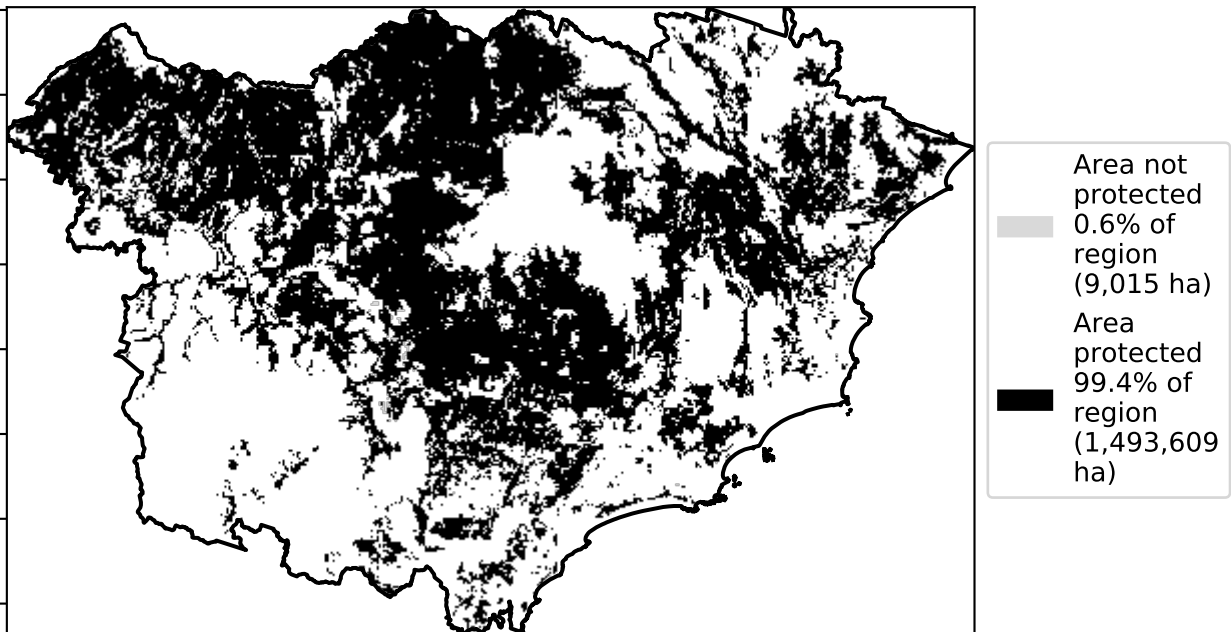 Area not
protected
0.6% of
region
(9,015 ha)
Area
protected
99.4% of
region
(1,493,609
ha)